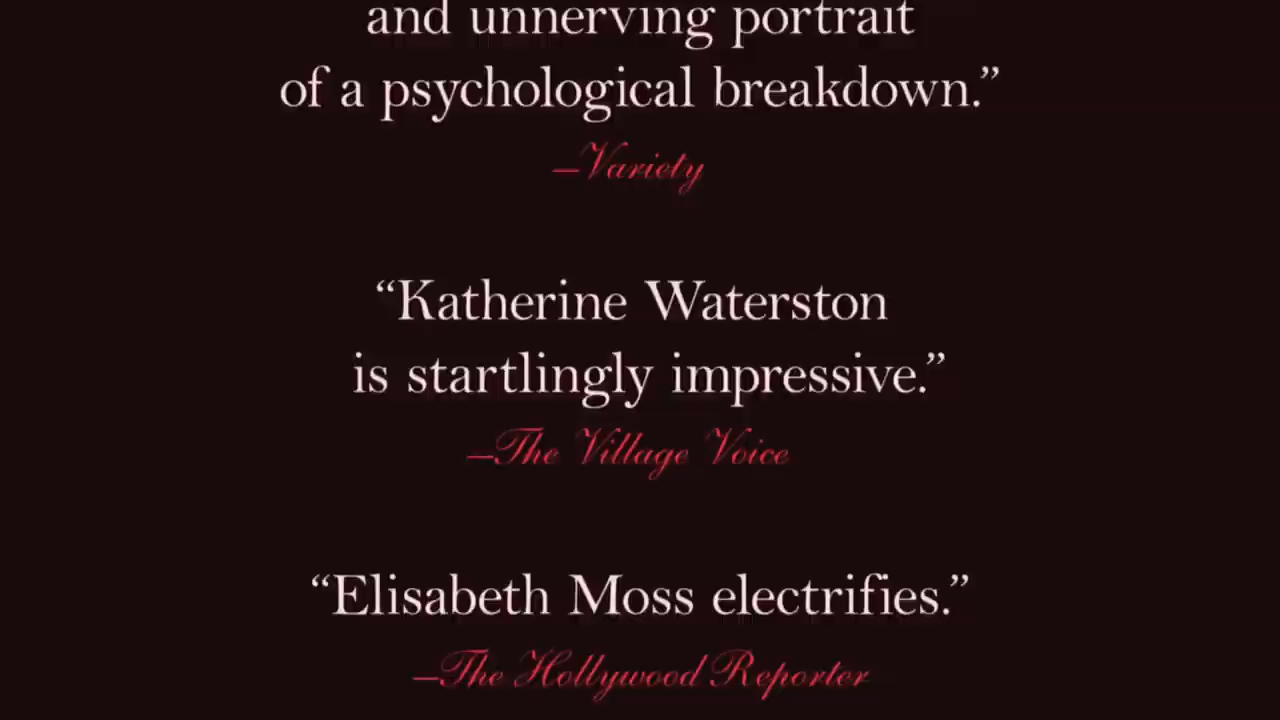 and unnerving portrait
of a psychological breakdown.”
—Variety
“Katherine Waterston
is startlingly impressive.”
—The Village Voice
“Elisabeth Moss electrifies.”
—The Hollywood Reporter